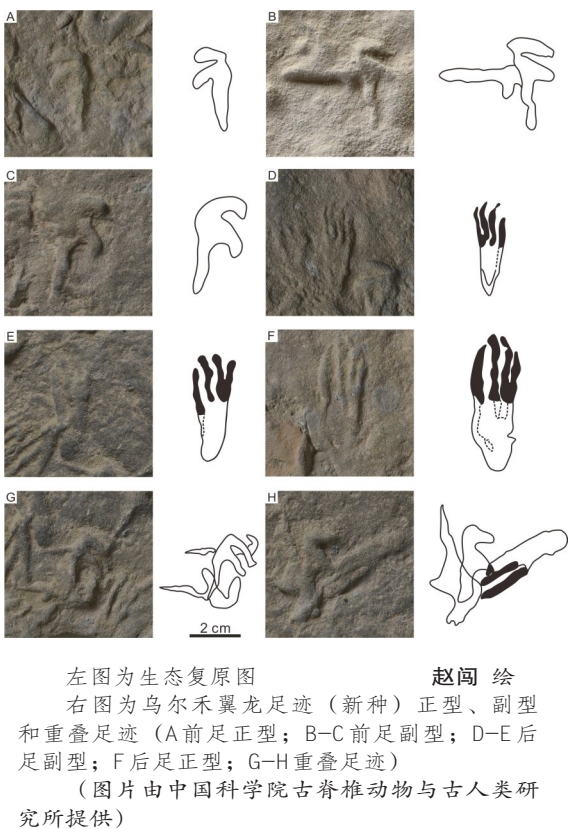 A
B
C
D
E
F
G
H
2 cm
左图为生态复原图 赵闯 绘
右图为乌尔禾翼龙足迹（新种）正型、副型
和重叠足迹（A前足正型；B—C前足副型；D—E后
足副型；F后足正型；G—H重叠足迹）
（图片由中国科学院古脊椎动物与古人类研
究所提供）